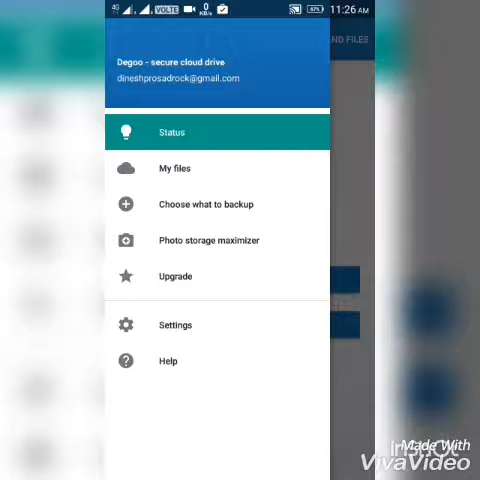 4G VOLTE 0 KB/s 67% 11:26 AM
Degoo - secure cloud drive
ND FILES
dineshprosadrock@gmail.com
Status
My files
Choose what to backup
Photo storage maximizer
Upgrade
Settings
Help
Made With
VivaVideo